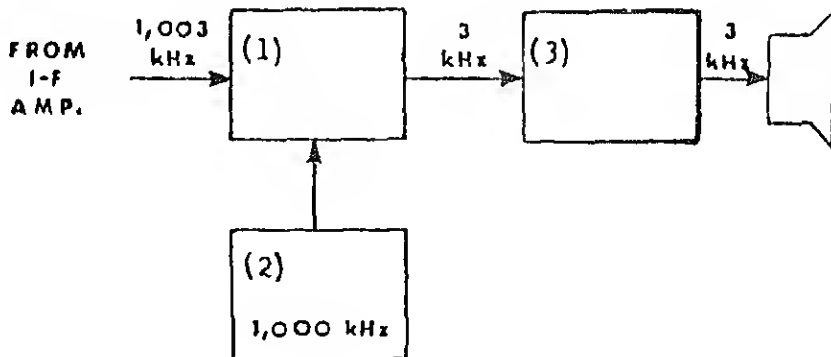 FROM
I-F
AMP.
1,003
kHz
(1)
3
kHz
(3)
3
kHz
(2)
1,000 kHz